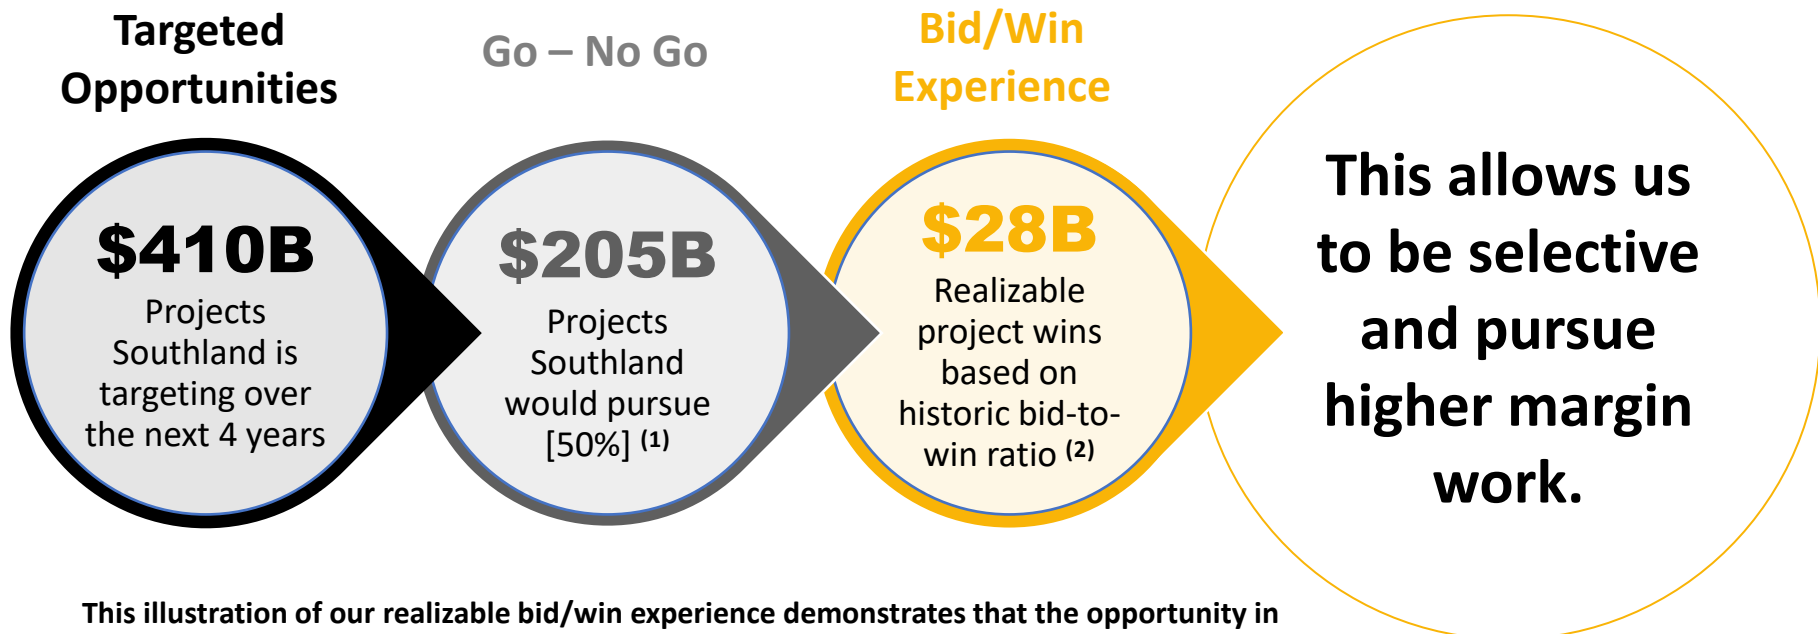 Targeted
Opportunities
Go – No Go
Bid/Win
Experience
$410B
Projects
Southland is
targeting over
the next 4 years
$205B
Projects
Southland
would pursue
[50%] (1)
$28B
Realizable
project wins
based on
historic bid-to-
win ratio (2)
This allows us
to be selective
and pursue
higher margin
work.
This illustration of our realizable bid/win experience demonstrates that the opportunity in